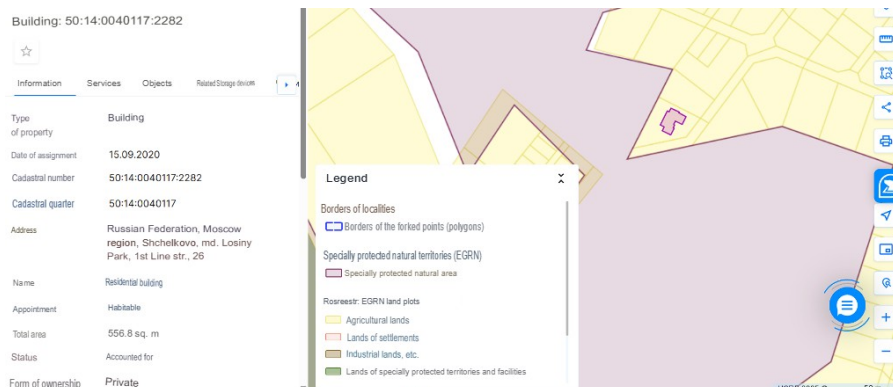 Building: 50:14:0040117:2282
Information Services Objects Related Storage devices
Type of property Building
Date of assignment 15.09.2020
Cadastral number 50:14:0040117:2282
Cadastral quarter 50:14:0040117
Address Russian Federation, Moscow
region, Shchelkovo, md. Losiny
Park, 1st Line str., 26
Name Residential building
Appointment Habitable
Total area 556.8 sq. m
Status Accounted for
Form of ownership Private
Legend
Borders of localities
Borders of the forked points (polygons)
Specially protected natural territories (EGRN)
Specially protected natural area
Rosreestr: EGRN land plots
Agricultural lands
Lands of settlements
Industrial lands, etc.
Lands of specially protected territories and facilities